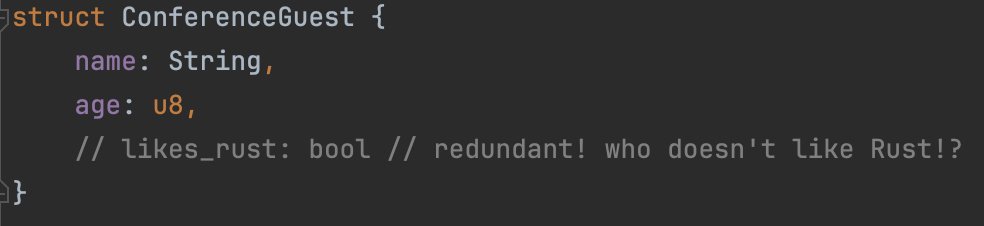 struct ConferenceGuest {
    name: String,
    age: u8,
    // likes_rust: bool // redundant! who doesn't like Rust!?
}